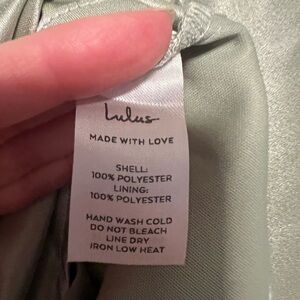 Lulus
MADE WITH LOVE
SHELL:
100% POLYESTER
LINING:
100% POLYESTER
HAND WASH COLD
DO NOT BLEACH
LINE DRY
IRON LOW HEAT